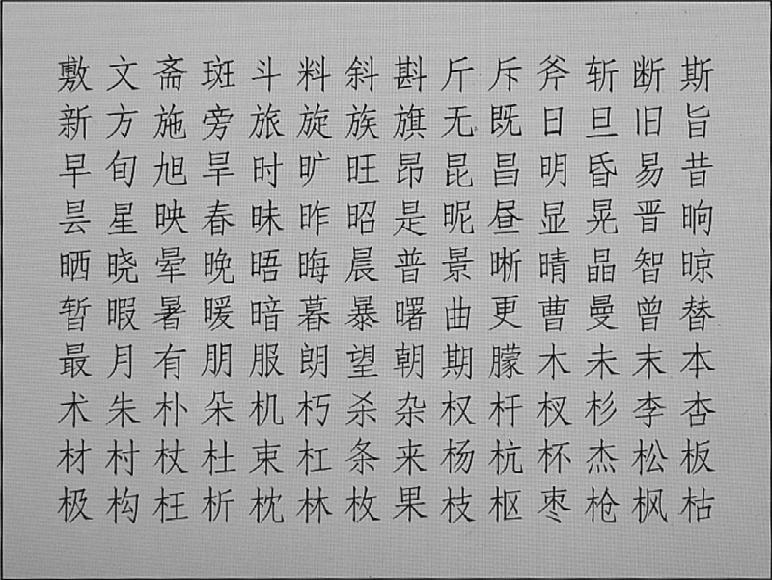 敷文斋斑斗料斜斟斤斥斧斩断斯
新方施旁旅旋族旗无既日旦旧旨
早旬旭旱时旷旺昂昆昌明昏易昔
昙星映春昧昨昭是昵昼显晃晋晌
晒晓晕晚晤晦晨普景晰晴晶智晾
暂暇暑暖暗暮暴曙曲更曹曼曾替
最月有朋服朗望朝期朦木未末本
术朱朴朵机朽杀杂权杆杈杉李杏
材村杖杜束杠条来杨杭杯杰松板
极构枉析枕林枚果枝枢枣枪枫枯